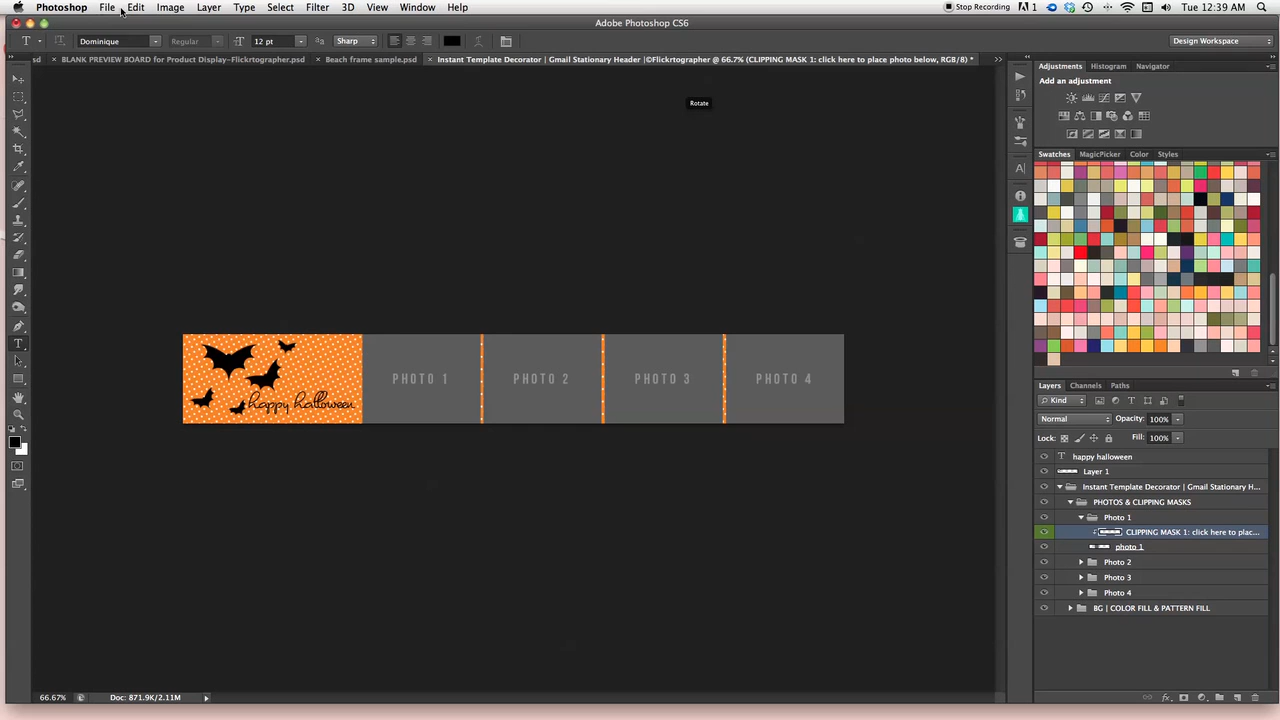 Photoshop File Edit Image Layer Type Select Filter 3D View Window Help Stop Recording 1 Tue 12:39 AM
Adobe Photoshop CS6
T Dominique Regular 12 pt Sharp Design Workspace
sd × BLANK PREVIEW BOARD for Product Display-Flickrtographer.psd × Beach frame sample.psd × Instant Template Decorator | Gmail Stationary Header |©Flickrtographer @ 66.7% (CLIPPING MASK 1: click here to place photo below, RGB/8) *
Adjustments Histogram Navigator
Add an adjustment
Rotate
Swatches MagicPicker Color Styles
happy halloween
PHOTO 1 PHOTO 2 PHOTO 3 PHOTO 4
Layers Channels Paths
Kind
Normal Opacity: 100%
Lock: Fill: 100%
T happy halloween
Layer 1
Instant Template Decorator | Gmail Stationary H...
PHOTOS & CLIPPING MASKS
Photo 1
CLIPPING MASK 1: click here to plac...
photo 1
Photo 2
Photo 3
Photo 4
BG | COLOR FILL & PATTERN FILL
66.67% Doc: 871.9K/2.11M